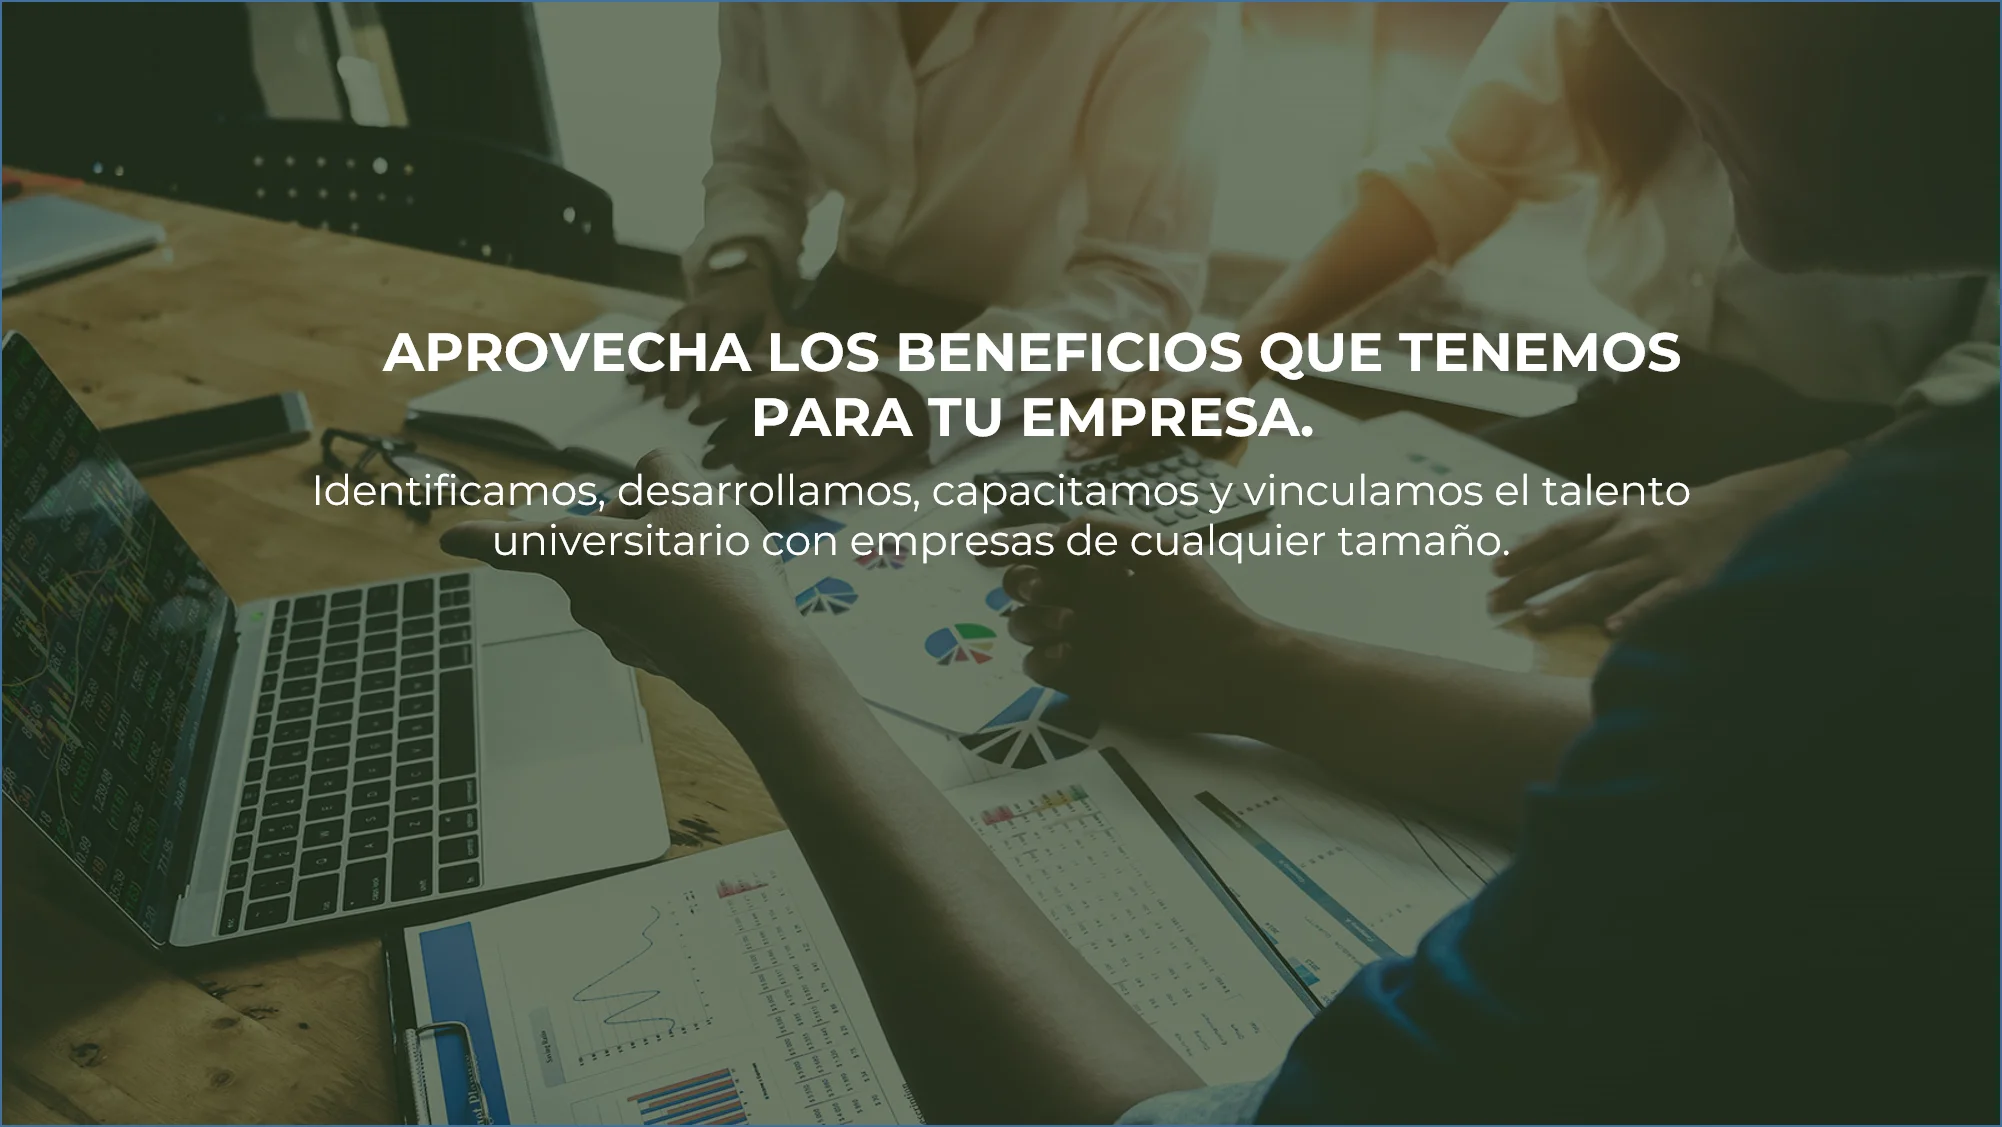 APROVECHA LOS BENEFICIOS QUE TENEMOS
PARA TU EMPRESA.
Identificamos, desarrollamos, capacitamos y vinculamos el talento
universitario con empresas de cualquier tamaño.